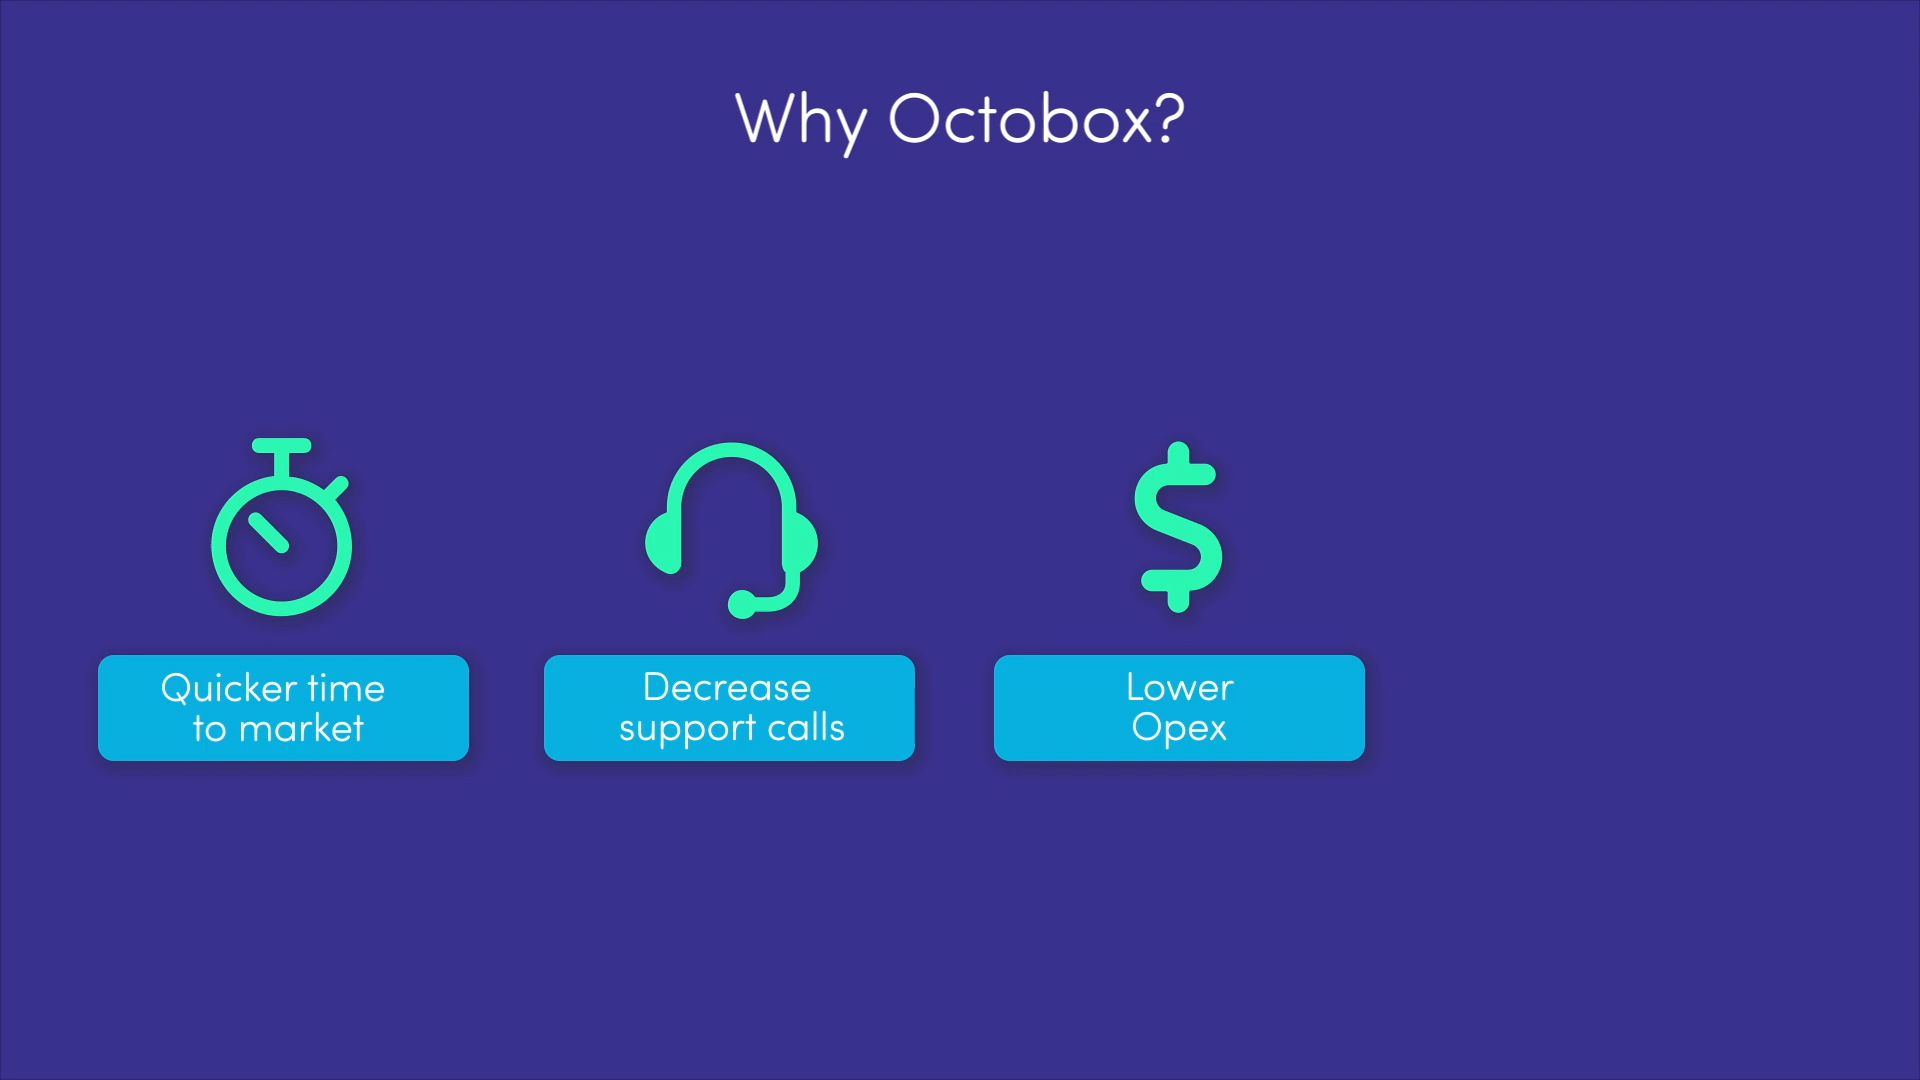 Why Octobox?
Quicker time
to market
Decrease
support calls
Lower
Opex